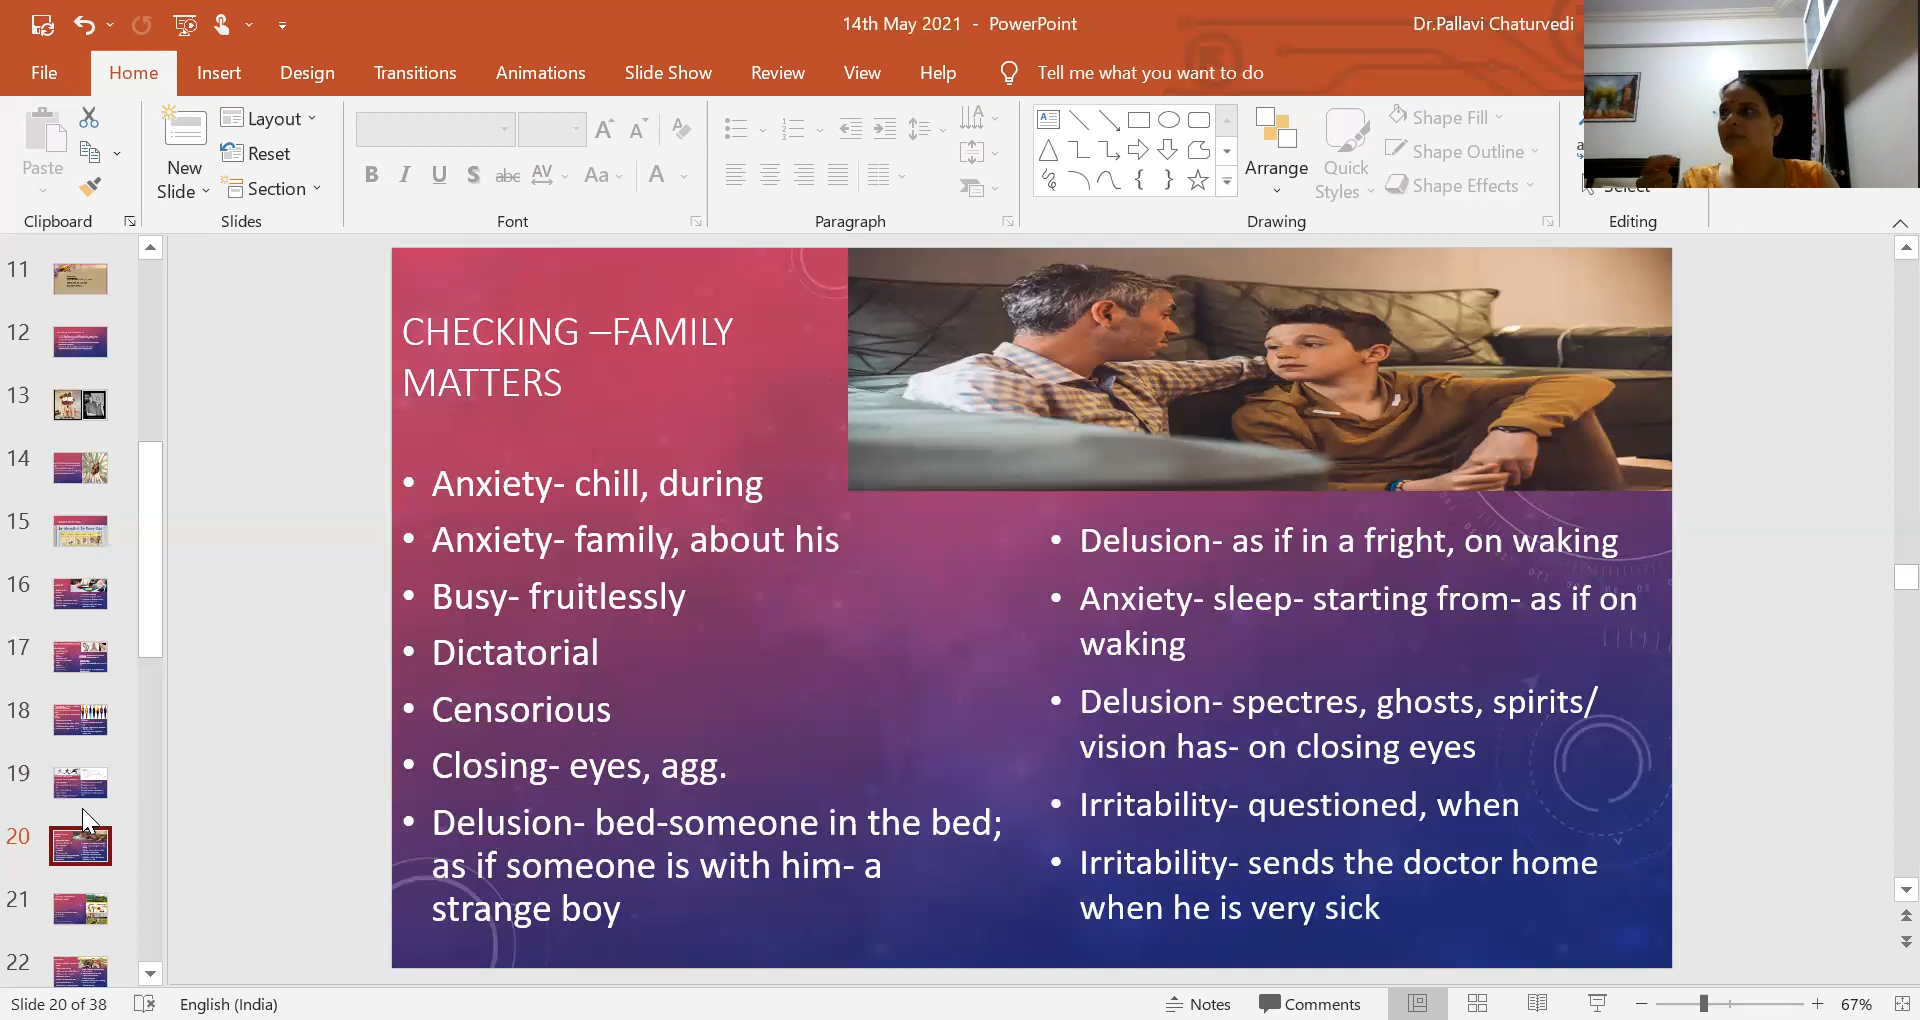 14th May 2021 - PowerPoint
Dr.Pallavi Chaturvedi
File Home Insert Design Transitions Animations Slide Show Review View Help Tell me what you want to do
Paste
New
Slide
Layout
Reset
Section
B I U S abc AV Aa A
Arrange
Quick
Styles
Shape Fill
Shape Outline
Shape Effects
Select
Clipboard Slides Font Paragraph Drawing Editing
11
12
13
14
15
16
17
18
19
20
21
22
CHECKING –FAMILY
MATTERS
• Anxiety- chill, during
• Anxiety- family, about his
• Busy- fruitlessly
• Dictatorial
• Censorious
• Closing- eyes, agg.
• Delusion- bed-someone in the bed;
as if someone is with him- a
strange boy
• Delusion- as if in a fright, on waking
• Anxiety- sleep- starting from- as if on
waking
• Delusion- spectres, ghosts, spirits/
vision has- on closing eyes
• Irritability- questioned, when
• Irritability- sends the doctor home
when he is very sick
Slide 20 of 38 English (India) Notes Comments 67%